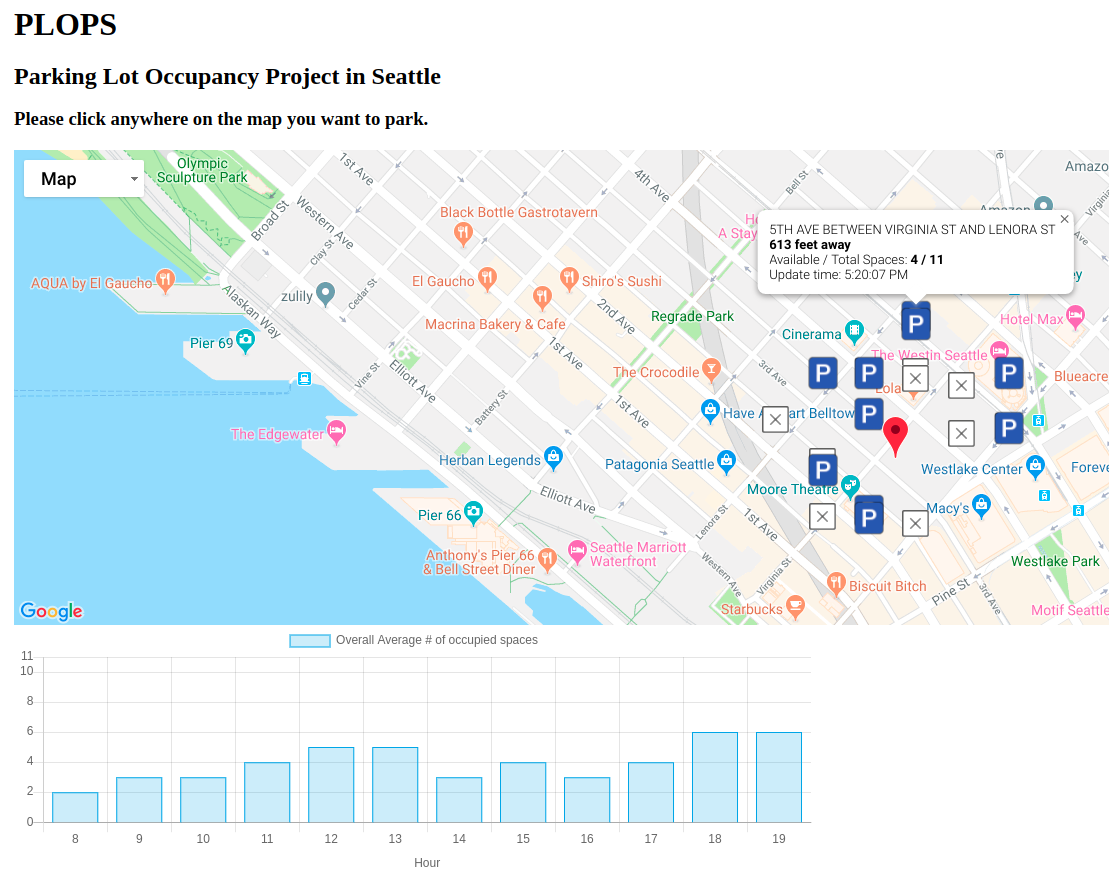 PLOPS
Parking Lot Occupancy Project in Seattle
Please click anywhere on the map you want to park.
Map
Olympic
Sculpture Park
1st Ave
4th Ave
Bell St
Amazo
Western Ave
Broad St
Black Bottle Gastrotavern
Clay St
AQUA by El Gaucho
zulily
Cedar St
El Gaucho
Shiro's Sushi
Macrina Bakery & Cafe
2nd Ave
Regrade Park
A Stay
Amazon
Virginia
5TH AVE BETWEEN VIRGINIA ST AND LENORA ST
613 feet away
Available / Total Spaces: 4 / 11
Update time: 5:20:07 PM
×
Alaskan Way
Pier 69
Cinerama
Hotel Max
The Westin Seattle
1st Ave
3rd Ave
The Crocodile
Vine St
Elliott Ave
Battery St
1st Ave
Lola
Blueacre
P
P
P
P
P
P
P
P
The Edgewater
Herban Legends
Patagonia Seattle
Westlake Center
Moore Theatre
Macy's
Elliott Ave
Lenora St
1st Ave
Pier 66
Anthony's Pier 66
& Bell Street Diner
Seattle Marriott
Waterfront
Western Ave
Virginia St
Biscuit Bitch
Starbucks
Pine St
3rd Ave
Westlake Park
Motif Seattle
Google
Overall Average # of occupied spaces
11
10
8
6
4
2
0
8 9 10 11 12 13 14 15 16 17 18 19
Hour